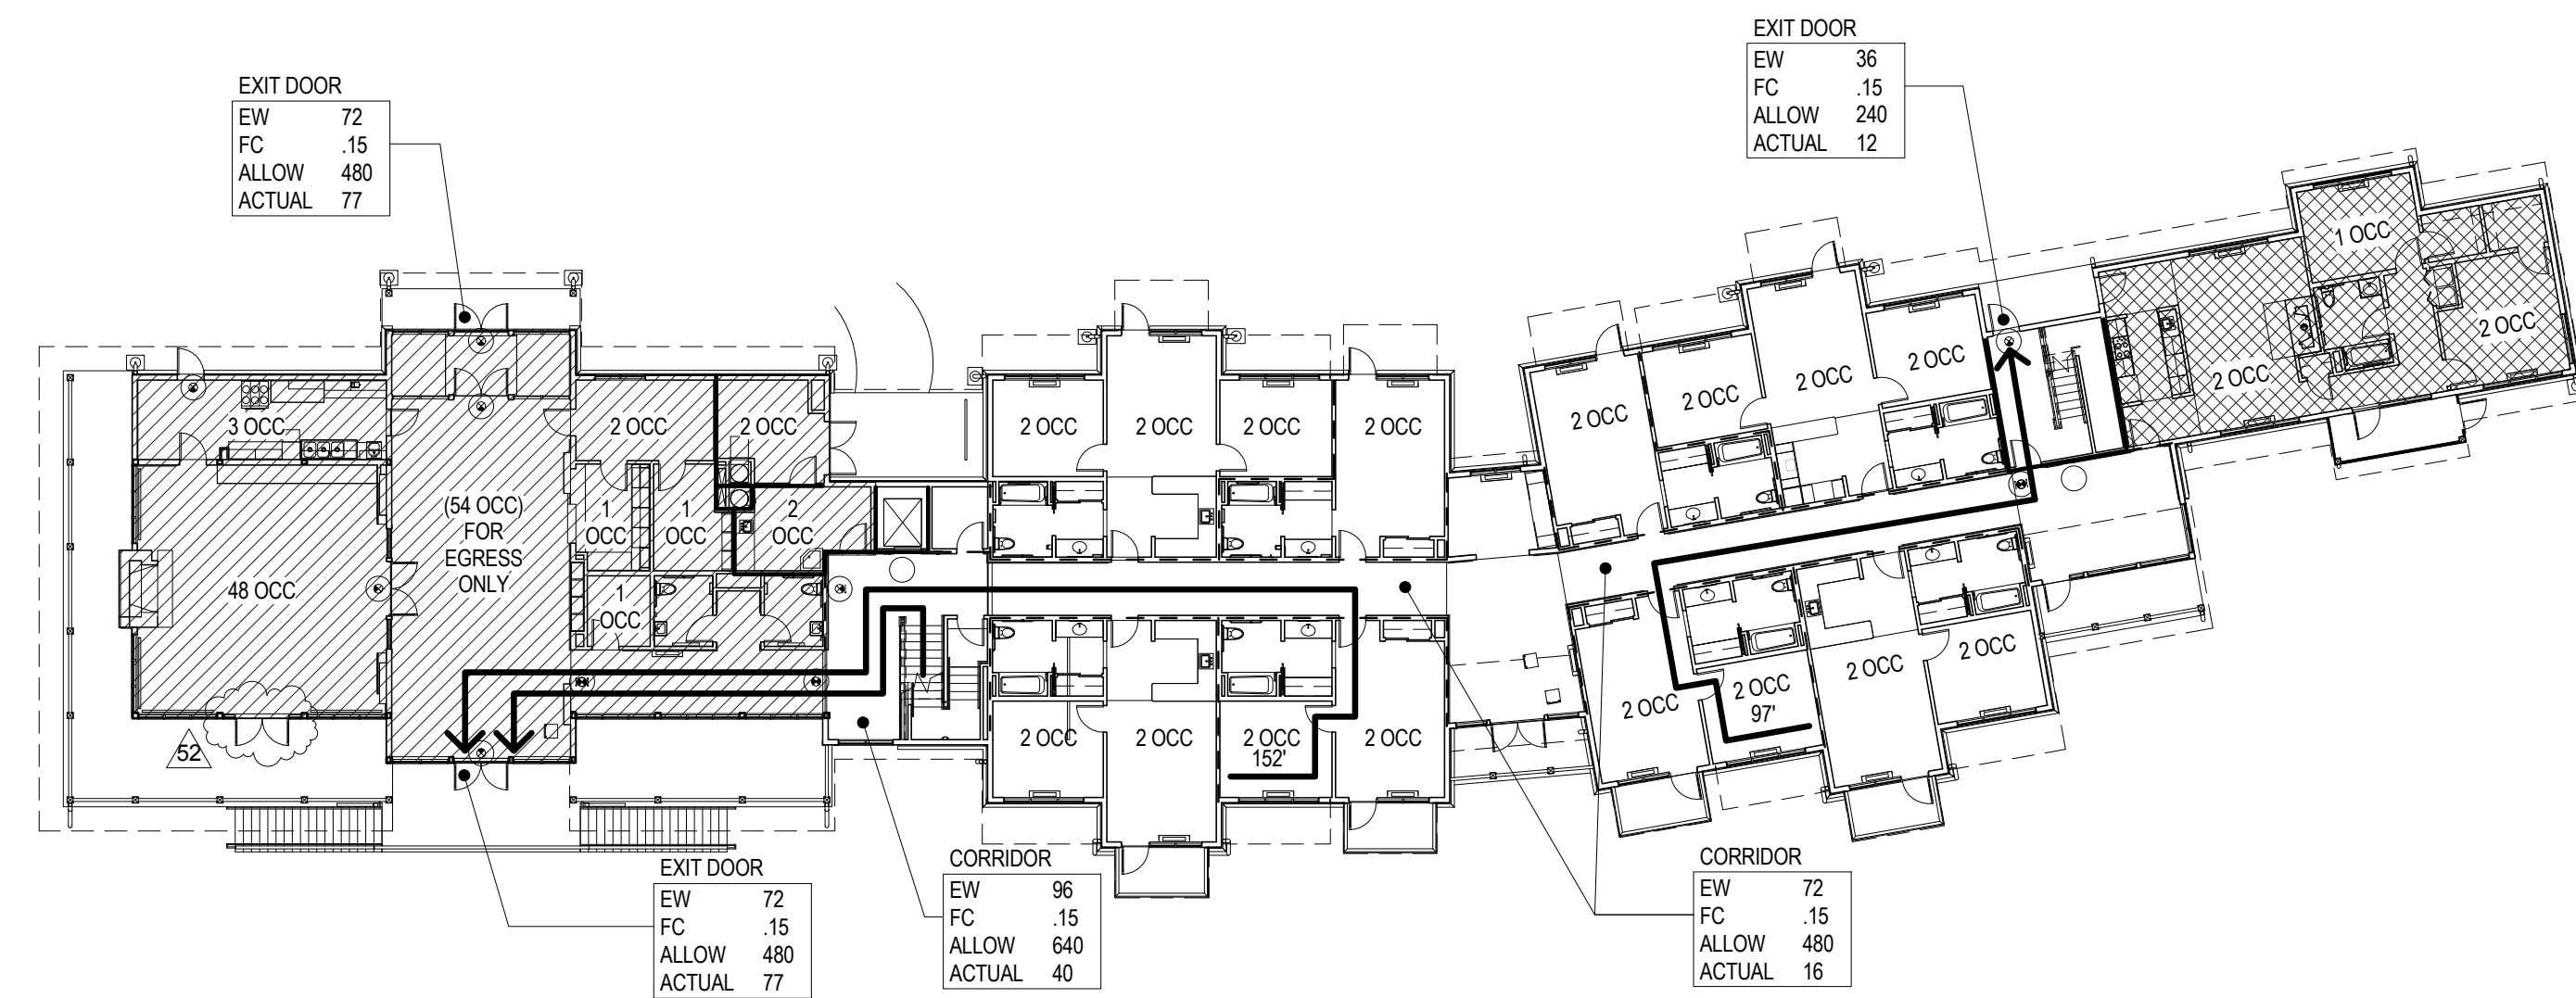 EXIT DOOR
EW 36
FC .15
ALLOW 240
ACTUAL 12
EXIT DOOR
EW 72
FC .15
ALLOW 480
ACTUAL 77
1 OCC
2 OCC
2 OCC
2 OCC
2 OCC
2 OCC
2 OCC
3 OCC
2 OCC
2 OCC
2 OCC
2 OCC
2 OCC
2 OCC
(54 OCC)
FOR
EGRESS
ONLY
1
OCC
1
OCC
2
OCC
48 OCC
1
OCC
2 OCC
2 OCC
2 OCC
2 OCC
97'
52
2 OCC
2 OCC
2 OCC
152'
2 OCC
EXIT DOOR
EW 72
FC .15
ALLOW 480
ACTUAL 77
CORRIDOR
EW 96
FC .15
ALLOW 640
ACTUAL 40
CORRIDOR
EW 72
FC .15
ALLOW 480
ACTUAL 16